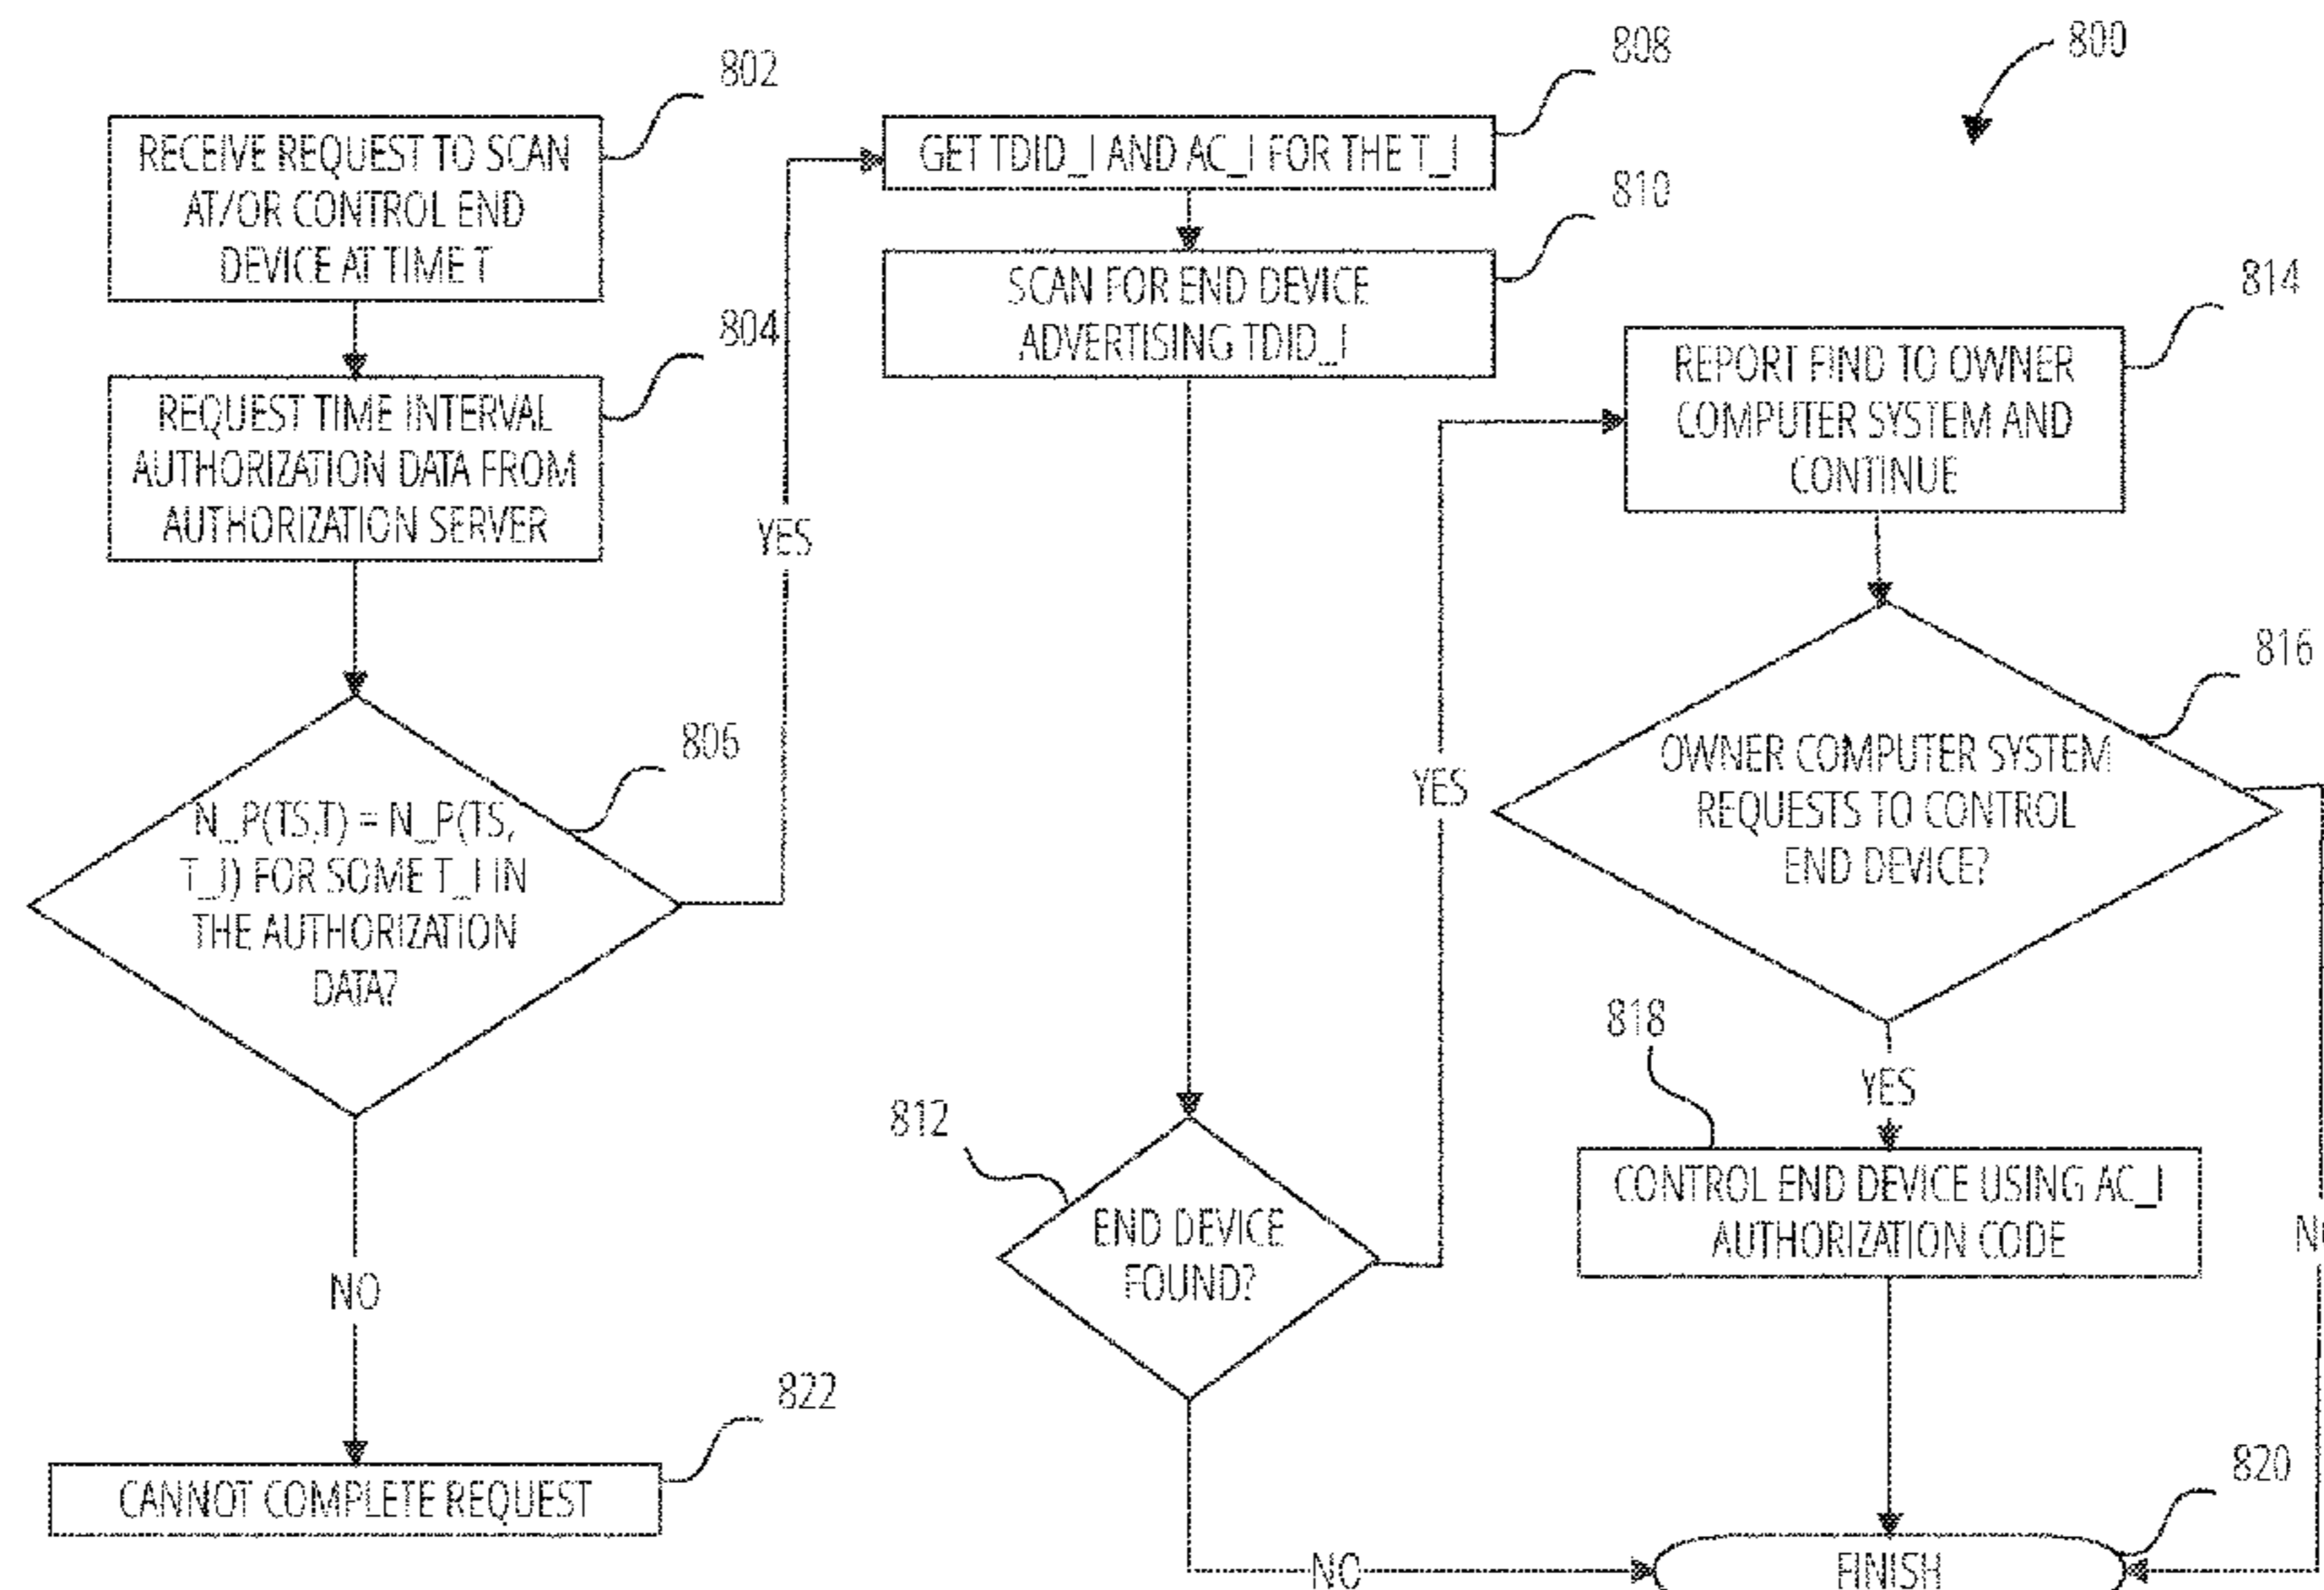 800
802
RECEIVE REQUEST TO SCAN
AT/OR CONTROL END
DEVICE AT TIME T
804
REQUEST TIME INTERVAL
AUTHORIZATION DATA FROM
AUTHORIZATION SERVER
806
N_P(TS,T) = N_P(TS,
T_I) FOR SOME T_I IN
THE AUTHORIZATION
DATA?
YES
NO
822
CANNOT COMPLETE REQUEST
808
GET TDID_I AND AC_I FOR THE T_I
810
SCAN FOR END DEVICE
ADVERTISING TDID_I
812
END DEVICE
FOUND?
YES
NO
814
REPORT FIND TO OWNER
COMPUTER SYSTEM AND
CONTINUE
816
OWNER COMPUTER SYSTEM
REQUESTS TO CONTROL
END DEVICE?
YES
818
CONTROL END DEVICE USING AC_I
AUTHORIZATION CODE
820
FINISH